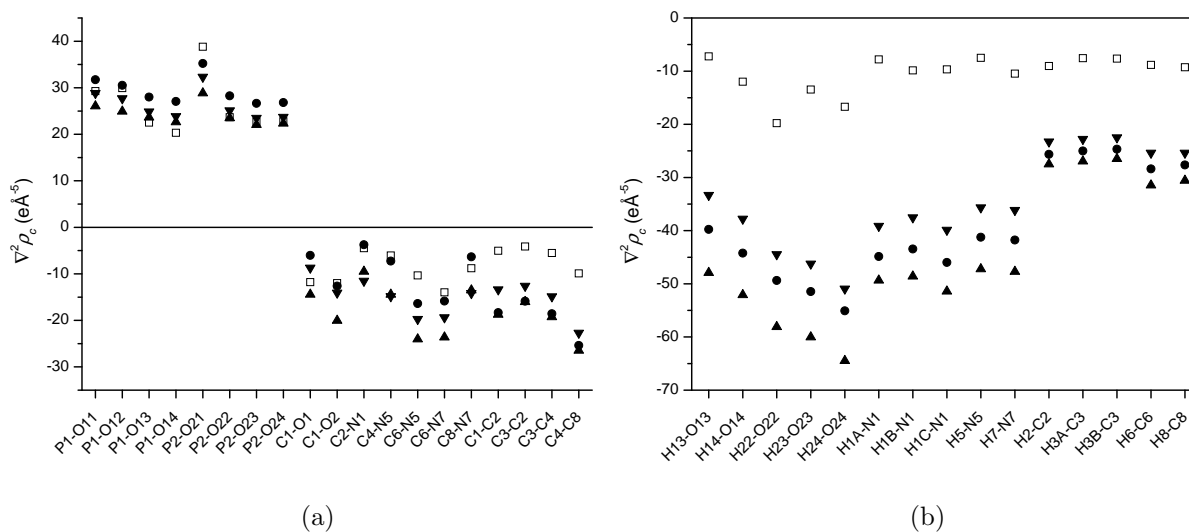 40
30
20
10
0
-10
-20
-30
∇²ρc (eÅ⁻⁵)
P1-O11
P1-O12
P1-O13
P1-O14
P2-O21
P2-O22
P2-O23
P2-O24
C1-O1
C1-O2
C2-N1
C4-N5
C6-N5
C6-N7
C8-N7
C1-C2
C3-C2
C3-C4
C4-C8
(a)
0
-10
-20
-30
-40
-50
-60
-70
∇²ρc (eÅ⁻⁵)
H13-O13
H14-O14
H22-O22
H23-O23
H24-O24
H1A-N1
H1B-N1
H1C-N1
H5-N5
H7-N7
H2-C2
H3A-C3
H3B-C3
H6-C6
H8-C8
(b)